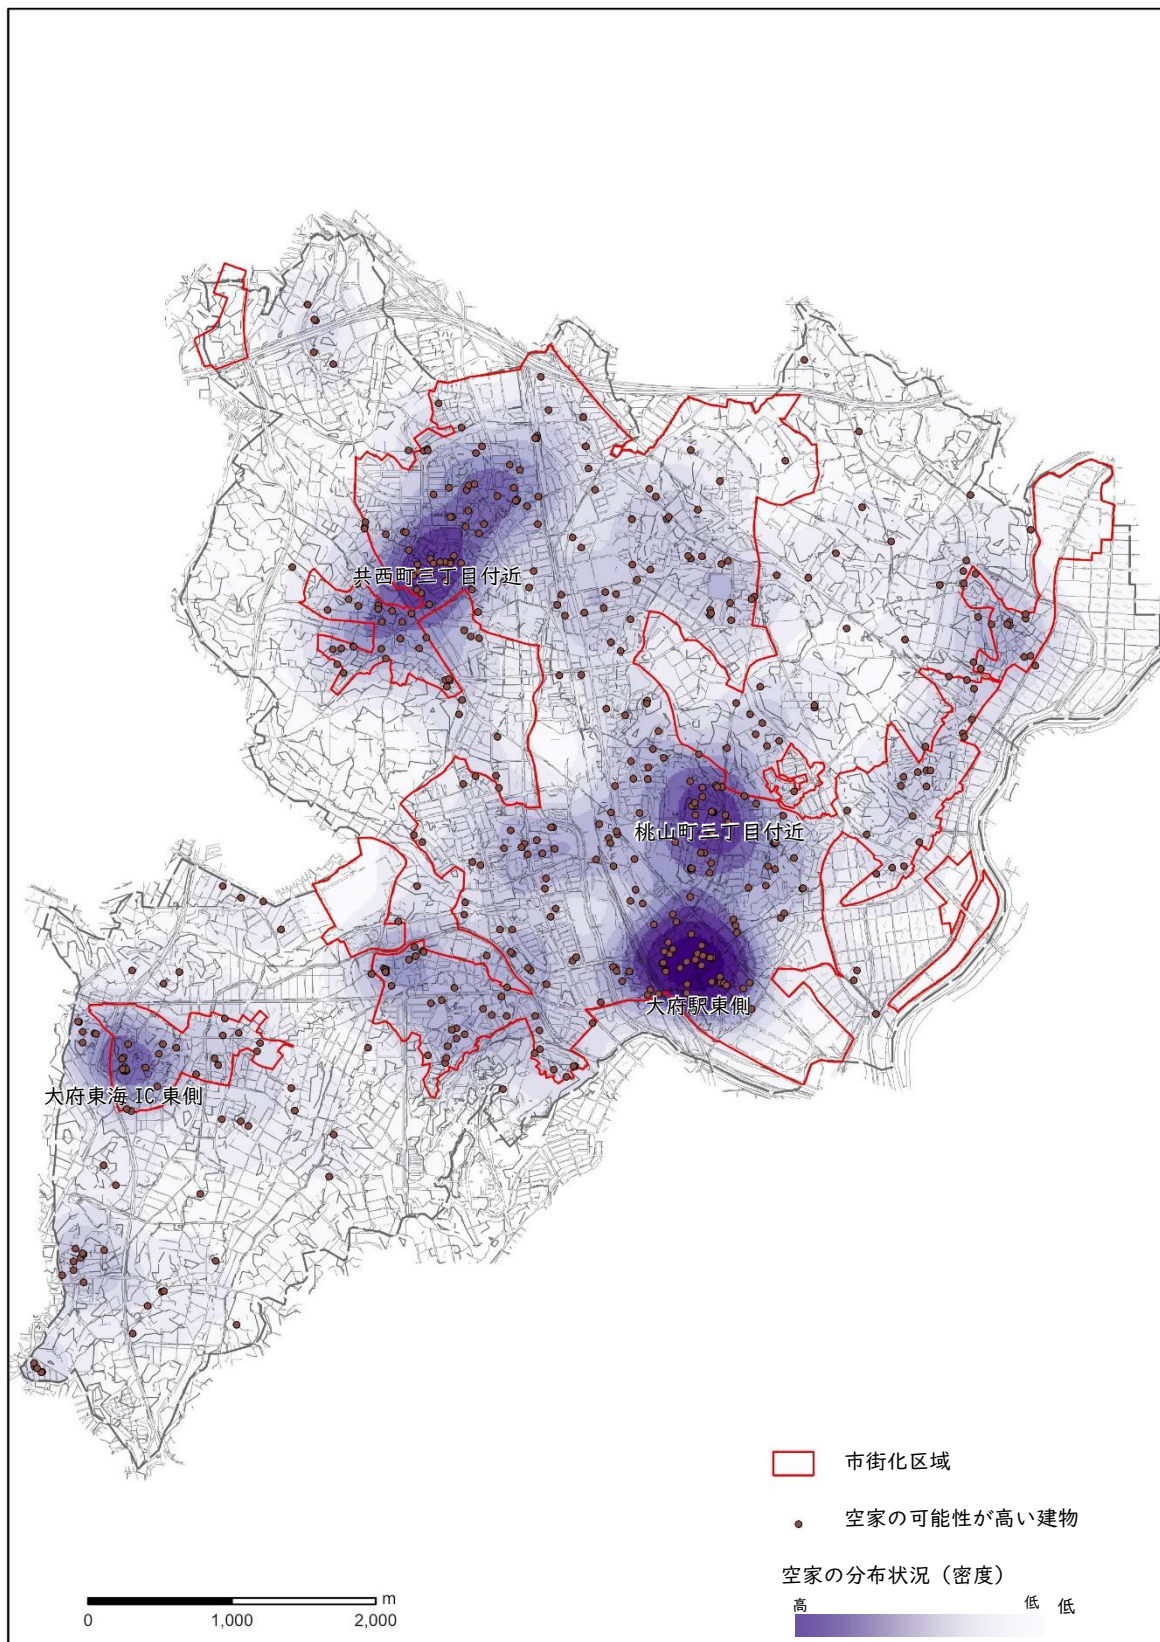 共西町三丁目付近
桃山町三丁目付近
大府駅東側
大府東海 IC 東側
市街化区域
空家の可能性が高い建物
空家の分布状況（密度）
高 低 低
m
0 1,000 2,000